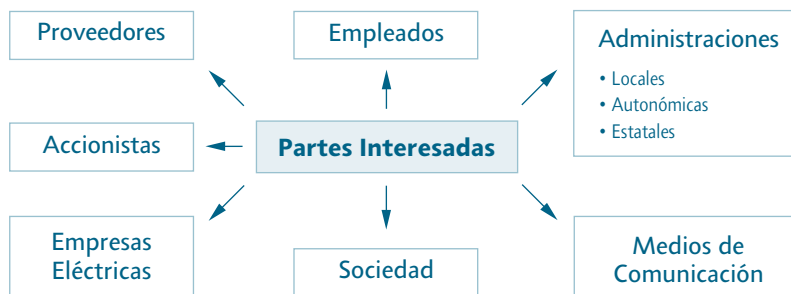 Proveedores
Empleados
Administraciones
• Locales
• Autonómicas
• Estatales
Accionistas
Partes Interesadas
Empresas
Eléctricas
Sociedad
Medios de
Comunicación